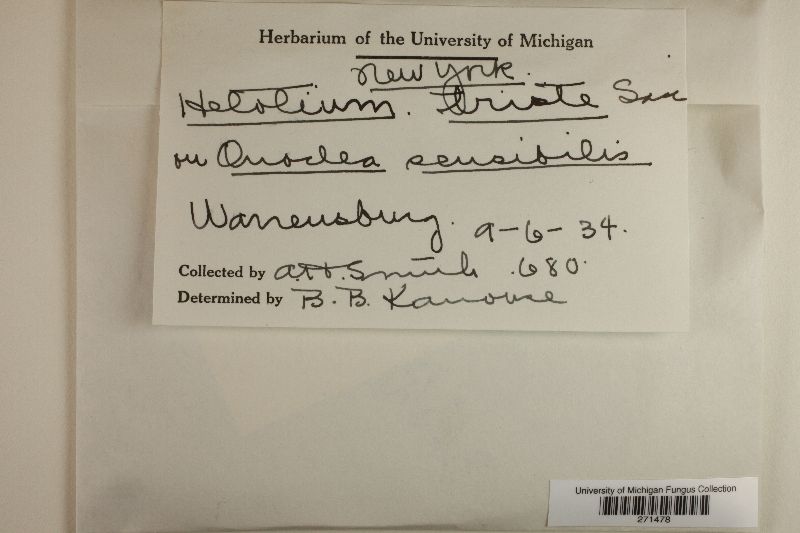 Herbarium of the University of Michigan
New York.
Helotium. triste Sacc
on Onoclea sensibilis
Warrensburg. 9-6-34.
Collected by A.H. Smith .680.
Determined by B.B. Kanouse
University of Michigan Fungus Collection
271478